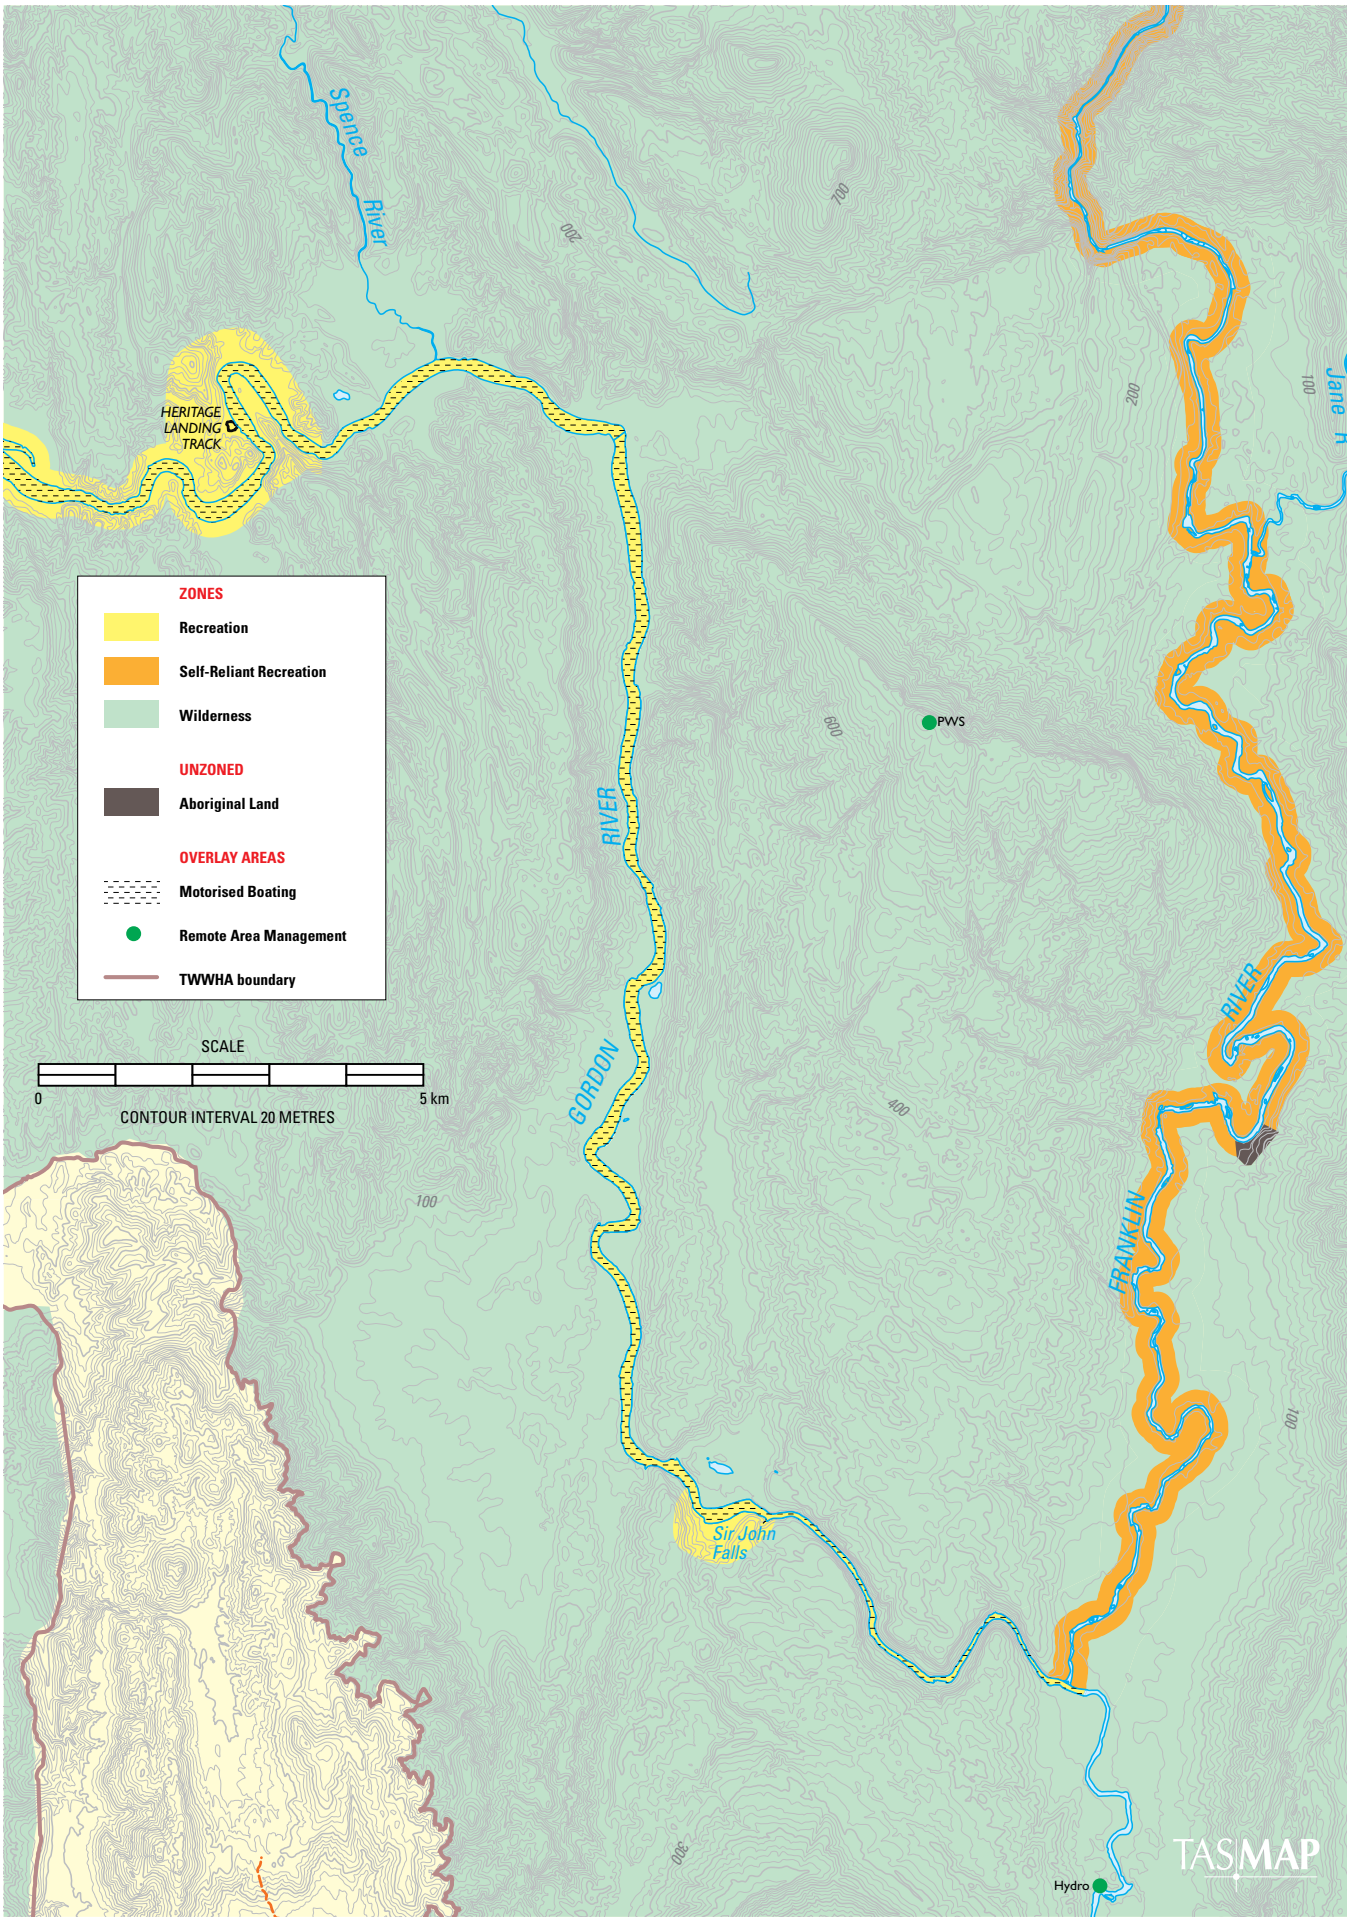 Spence
River
200
700
200
100
Jane R
HERITAGE
LANDING
TRACK
ZONES
Recreation
Self-Reliant Recreation
Wilderness
UNZONED
Aboriginal Land
OVERLAY AREAS
Motorised Boating
Remote Area Management
TWWHA boundary
600
PWS
RIVER
RIVER
SCALE
0
5 km
CONTOUR INTERVAL 20 METRES
GORDON
400
100
FRANKLIN
100
Sir John
Falls
300
TASMAP
Hydro